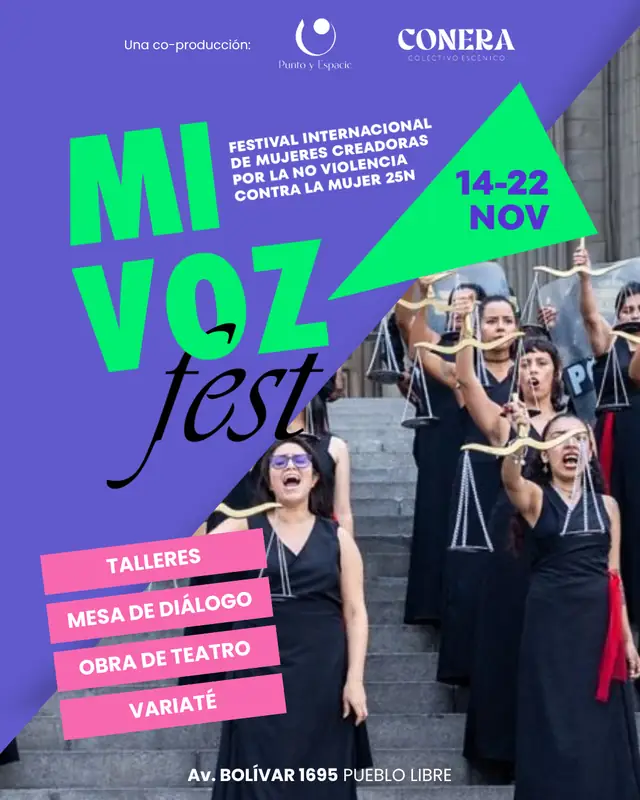 Una co-producción:
Punto y Espacio
CONERA
COLECTIVO ESCÉNICO
MI
VOZ
fest
FESTIVAL INTERNACIONAL
DE MUJERES CREADORAS
POR LA NO VIOLENCIA
CONTRA LA MUJER 25N
14-22
NOV
TALLERES
MESA DE DIÁLOGO
OBRA DE TEATRO
VARIATÉ
Av. BOLÍVAR 1695 PUEBLO LIBRE